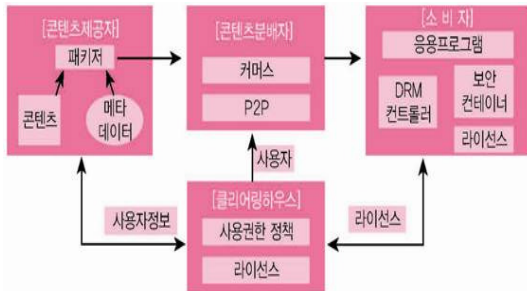 [콘텐츠제공자]
패키저
콘텐츠
메타
데이터
[콘텐츠분배자]
커머스
P2P
[소 비 자]
응용프로그램
DRM
컨트롤러
보안
컨테이너
라이선스
사용자
사용자정보
[클리어링하우스]
사용권한 정책
라이선스
라이선스